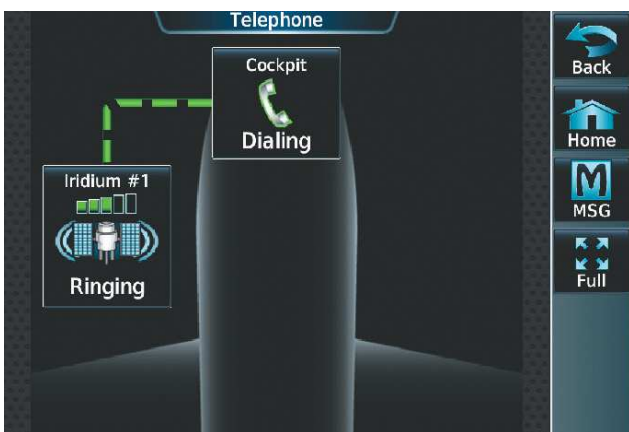 Telephone
Cockpit
Dialing
Iridium #1
Ringing
Back
Home
MSG
Full